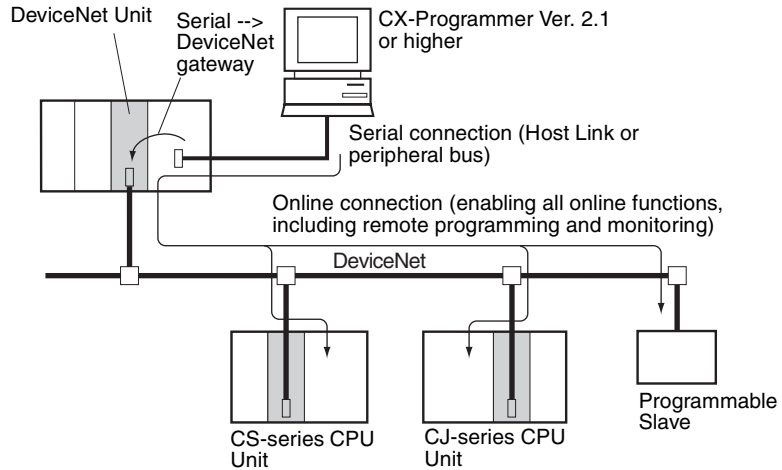 DeviceNet Unit
Serial -->
DeviceNet
gateway
CX-Programmer Ver. 2.1
or higher
Serial connection (Host Link or
peripheral bus)
Online connection (enabling all online functions,
including remote programming and monitoring)
DeviceNet
CS-series CPU
Unit
CJ-series CPU
Unit
Programmable
Slave